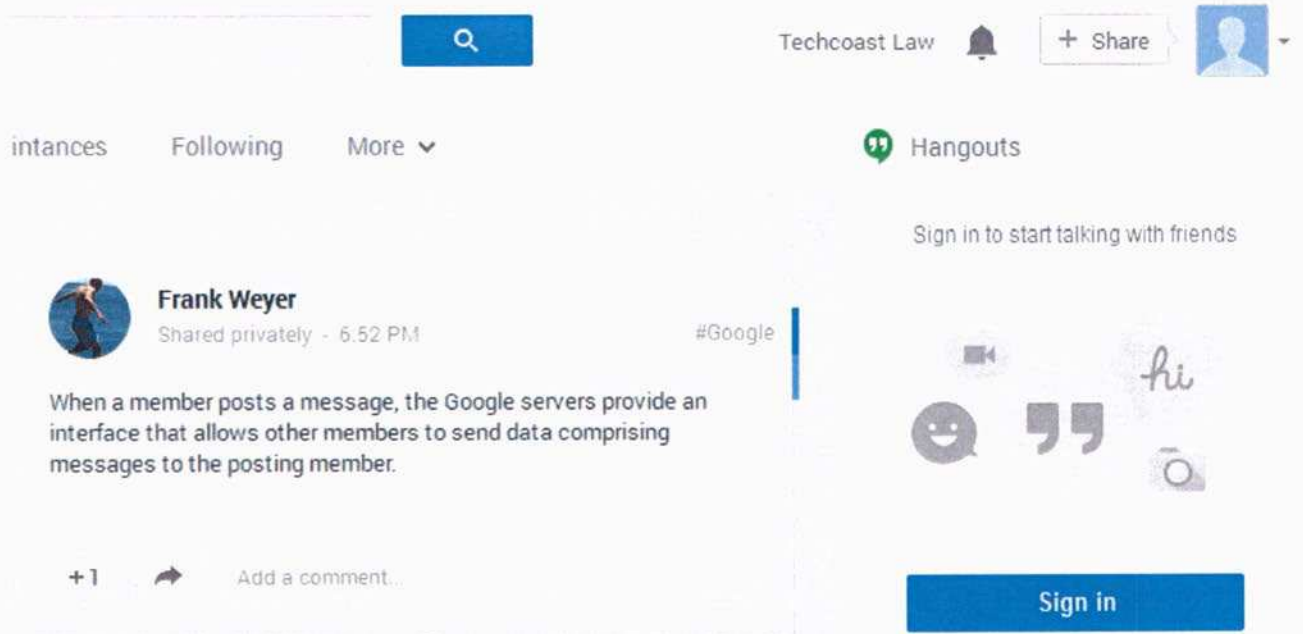 Techcoast Law + Share
intances Following More
Hangouts
Sign in to start talking with friends
Frank Weyer
Shared privately - 6:52 PM #Google
hi
When a member posts a message, the Google servers provide an
interface that allows other members to send data comprising
messages to the posting member.
+1 Add a comment...
Sign in